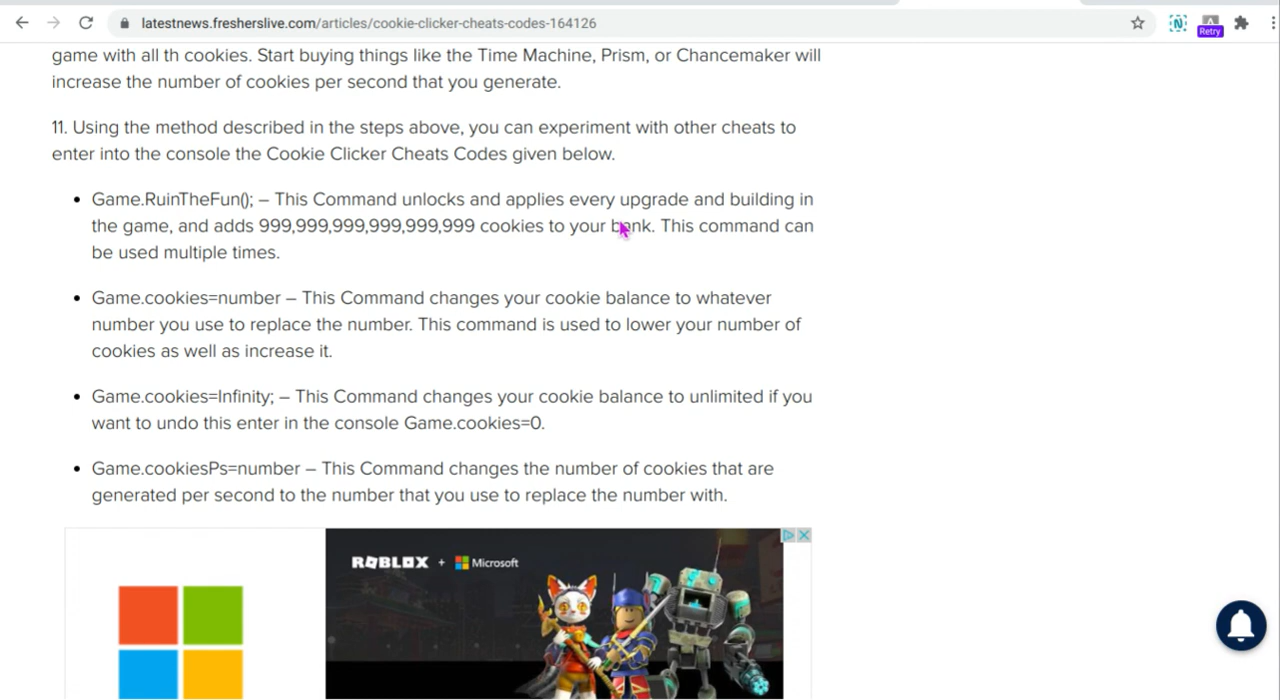 latestnews.fresherslive.com/articles/cookie-clicker-cheats-codes-164126
Retry
game with all th cookies. Start buying things like the Time Machine, Prism, or Chancemaker will
increase the number of cookies per second that you generate.
11. Using the method described in the steps above, you can experiment with other cheats to
enter into the console the Cookie Clicker Cheats Codes given below.
• Game.RuinTheFun(); – This Command unlocks and applies every upgrade and building in
the game, and adds 999,999,999,999,999,999 cookies to your bank. This command can
be used multiple times.
• Game.cookies=number – This Command changes your cookie balance to whatever
number you use to replace the number. This command is used to lower your number of
cookies as well as increase it.
• Game.cookies=Infinity; – This Command changes your cookie balance to unlimited if you
want to undo this enter in the console Game.cookies=0.
• Game.cookiesPs=number – This Command changes the number of cookies that are
generated per second to the number that you use to replace the number with.
ROBLOX + Microsoft